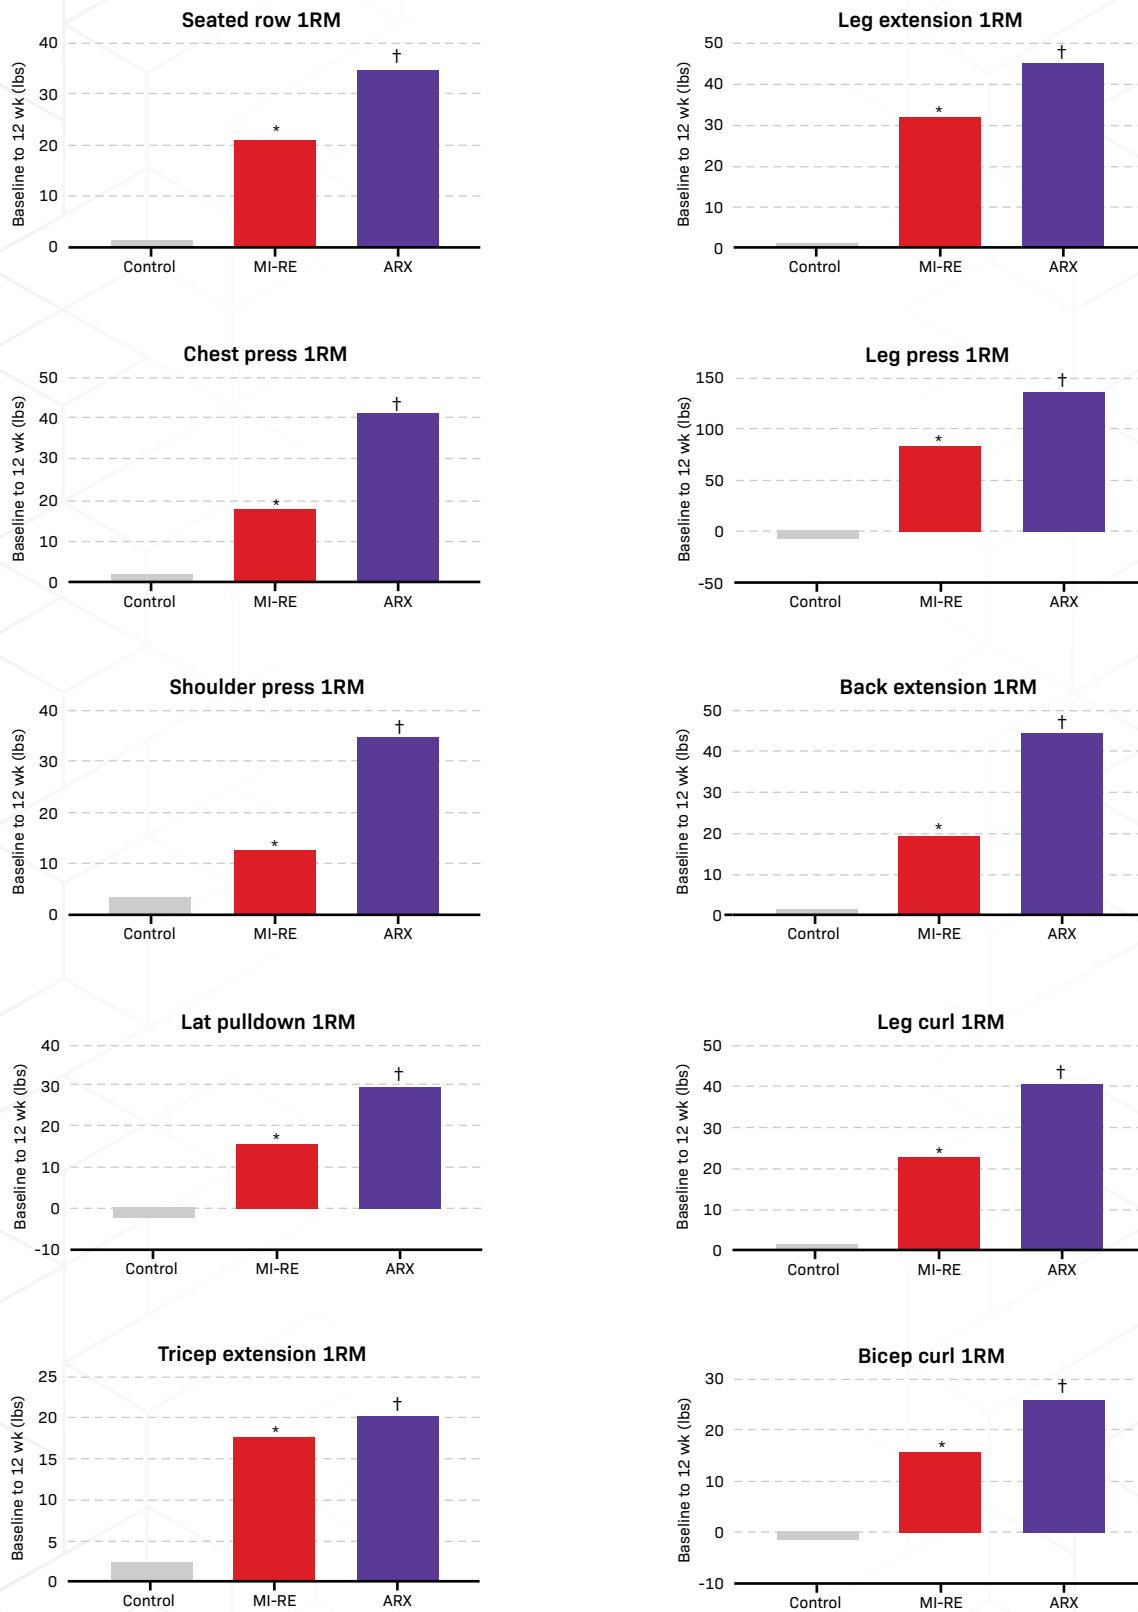 Seated row 1RM
Baseline to 12 wk (lbs)
40
30
20
10
0
*
†
Control MI-RE ARX
Leg extension 1RM
Baseline to 12 wk (lbs)
50
40
30
20
10
0
*
†
Control MI-RE ARX
Chest press 1RM
Baseline to 12 wk (lbs)
50
40
30
20
10
0
*
†
Control MI-RE ARX
Leg press 1RM
Baseline to 12 wk (lbs)
150
100
50
0
-50
*
†
Control MI-RE ARX
Shoulder press 1RM
Baseline to 12 wk (lbs)
40
30
20
10
0
*
†
Control MI-RE ARX
Back extension 1RM
Baseline to 12 wk (lbs)
50
40
30
20
10
0
*
†
Control MI-RE ARX
Lat pulldown 1RM
Baseline to 12 wk (lbs)
40
30
20
10
0
-10
*
†
Control MI-RE ARX
Leg curl 1RM
Baseline to 12 wk (lbs)
50
40
30
20
10
0
*
†
Control MI-RE ARX
Tricep extension 1RM
Baseline to 12 wk (lbs)
25
20
15
10
5
0
*
†
Control MI-RE ARX
Bicep curl 1RM
Baseline to 12 wk (lbs)
30
20
10
0
-10
*
†
Control MI-RE ARX